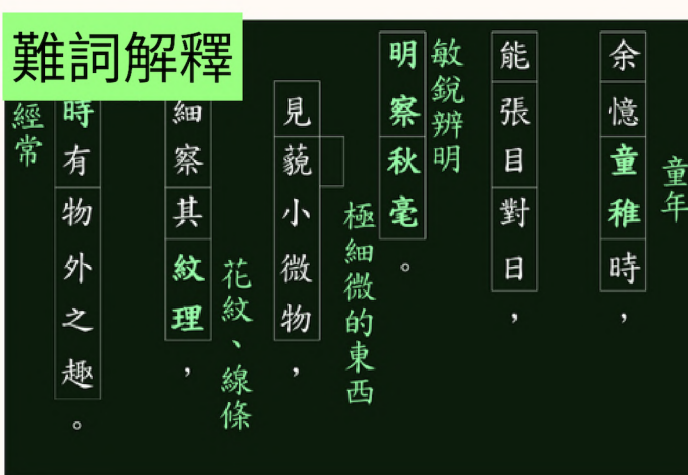 難詞解釋
童年
余憶童稚時，
能張目對日，
敏銳辨明
明察秋毫。
極細微的東西
見藐小微物，
花紋、線條
細察其紋理，
時有物外之趣。
經常